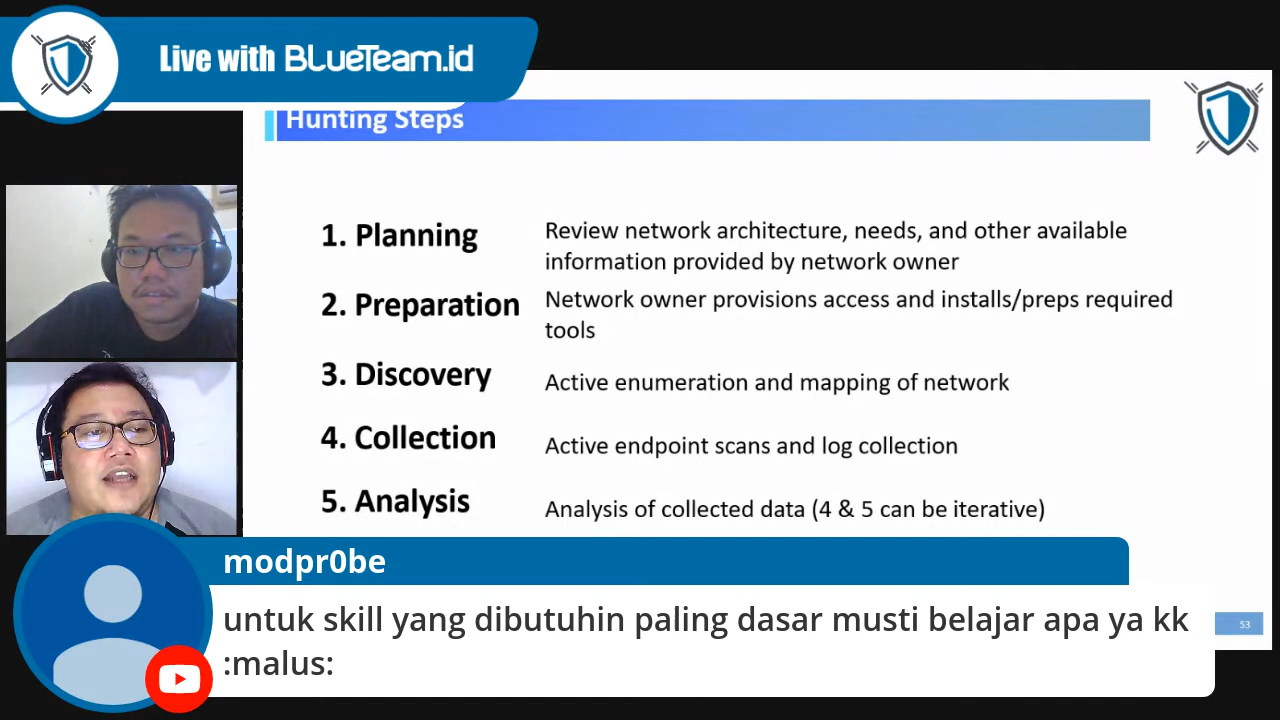 Live with BLueTeam.id
Hunting Steps
1. Planning
Review network architecture, needs, and other available
information provided by network owner
2. Preparation
Network owner provisions access and installs/preps required
tools
3. Discovery
Active enumeration and mapping of network
4. Collection
Active endpoint scans and log collection
5. Analysis
Analysis of collected data (4 & 5 can be iterative)
modpr0be
untuk skill yang dibutuhin paling dasar musti belajar apa ya kk
:malus:
53